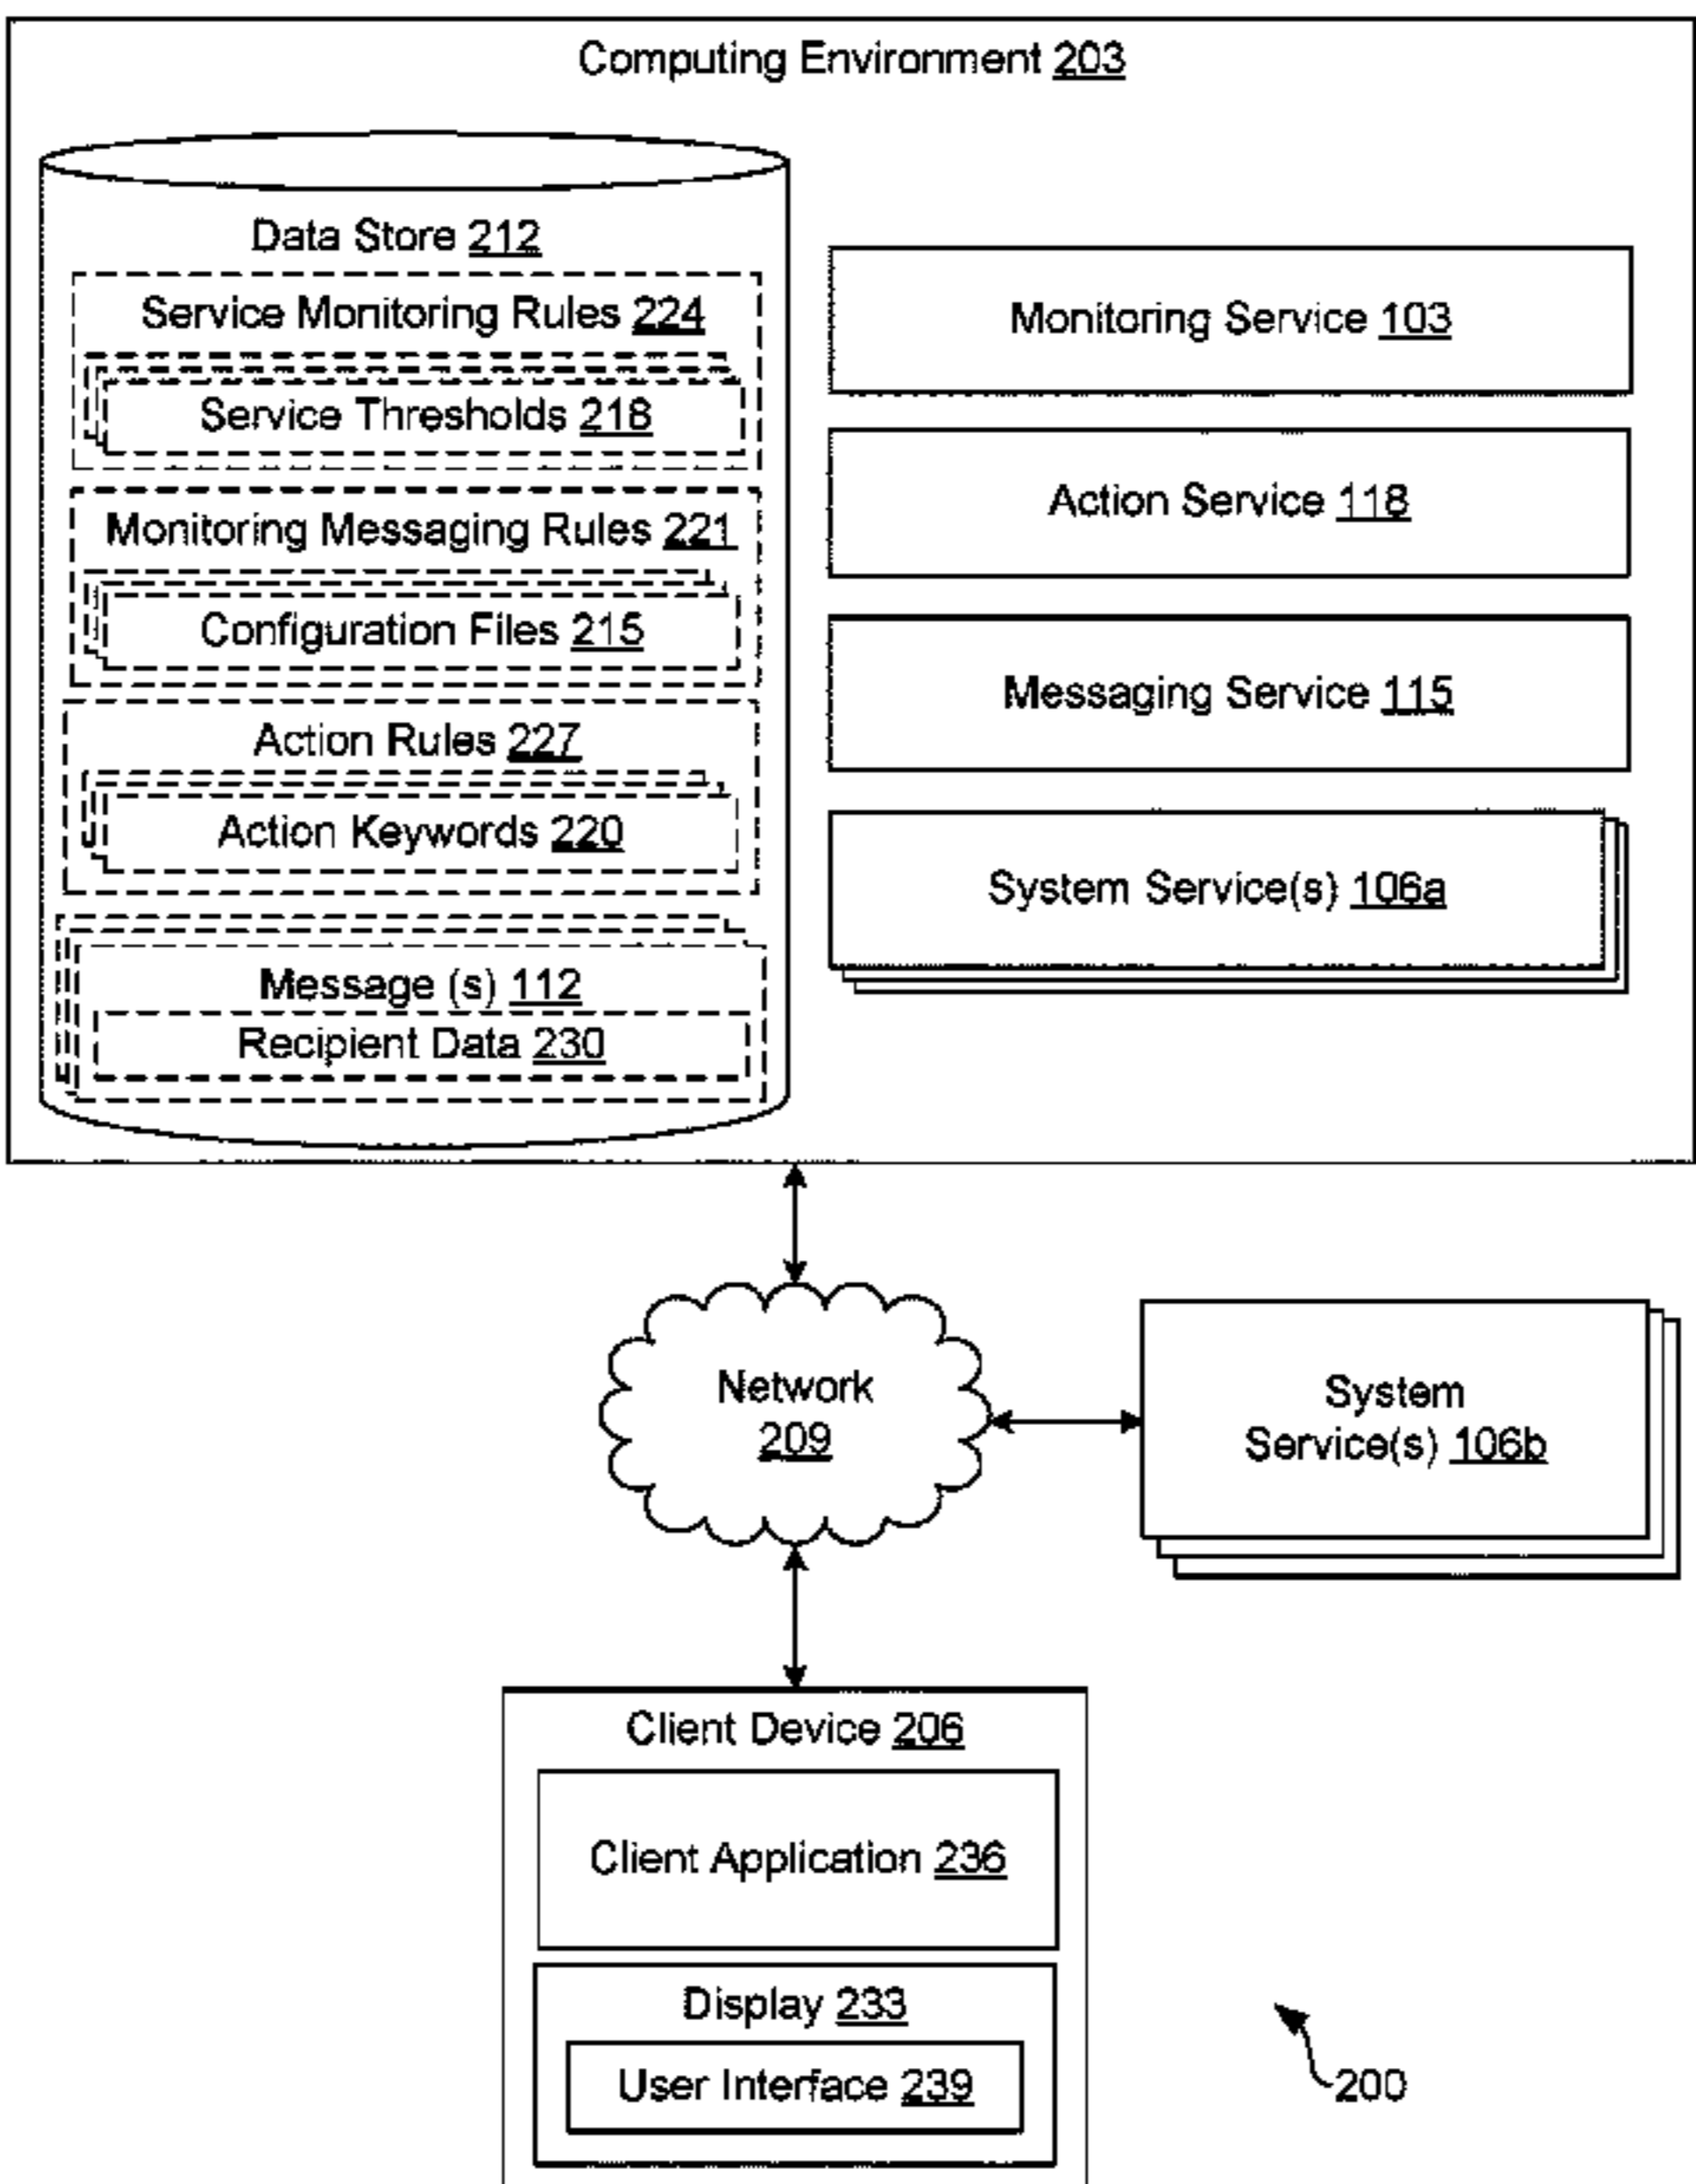 Computing Environment 203
Data Store 212
Service Monitoring Rules 224
Service Thresholds 218
Monitoring Messaging Rules 221
Configuration Files 215
Action Rules 227
Action Keywords 220
Message (s) 112
Recipient Data 230
Monitoring Service 103
Action Service 118
Messaging Service 115
System Service(s) 106a
Network
209
System
Service(s) 106b
Client Device 206
Client Application 236
Display 233
User Interface 239
200